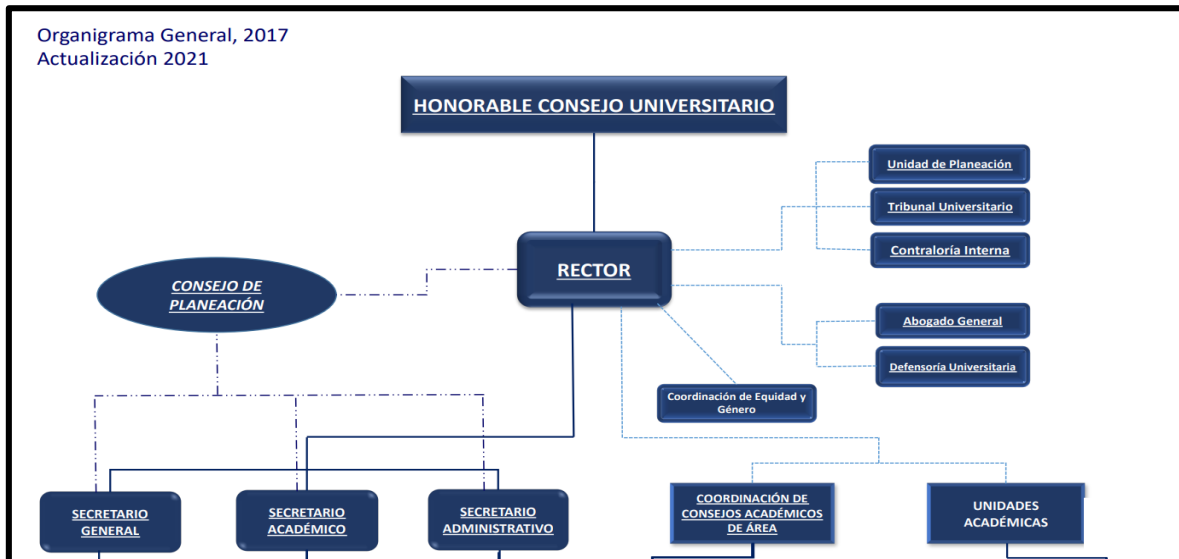 Organigrama General, 2017
Actualización 2021
HONORABLE CONSEJO UNIVERSITARIO
Unidad de Planeación
Tribunal Universitario
Contraloría Interna
RECTOR
CONSEJO DE
PLANEACIÓN
Abogado General
Defensoría Universitaria
Coordinación de Equidad y
Género
SECRETARIO
GENERAL
SECRETARIO
ACADÉMICO
SECRETARIO
ADMINISTRATIVO
COORDINACIÓN DE
CONSEJOS ACADÉMICOS
DE ÁREA
UNIDADES
ACADÉMICAS